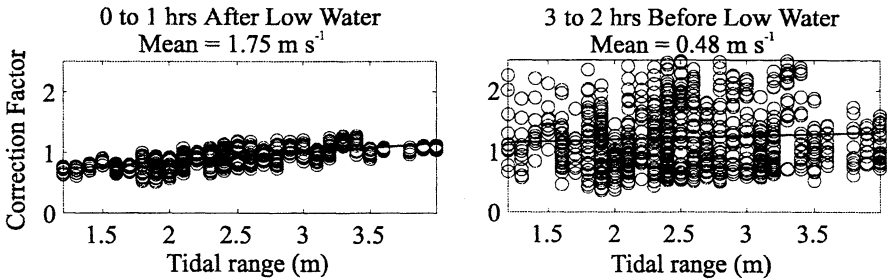 0 to 1 hrs After Low Water
Mean = 1.75 m s⁻¹
Correction Factor
2
1
0
1.5 2 2.5 3 3.5
Tidal range (m)
3 to 2 hrs Before Low Water
Mean = 0.48 m s⁻¹
2
1
0
1.5 2 2.5 3 3.5 4
Tidal range (m)